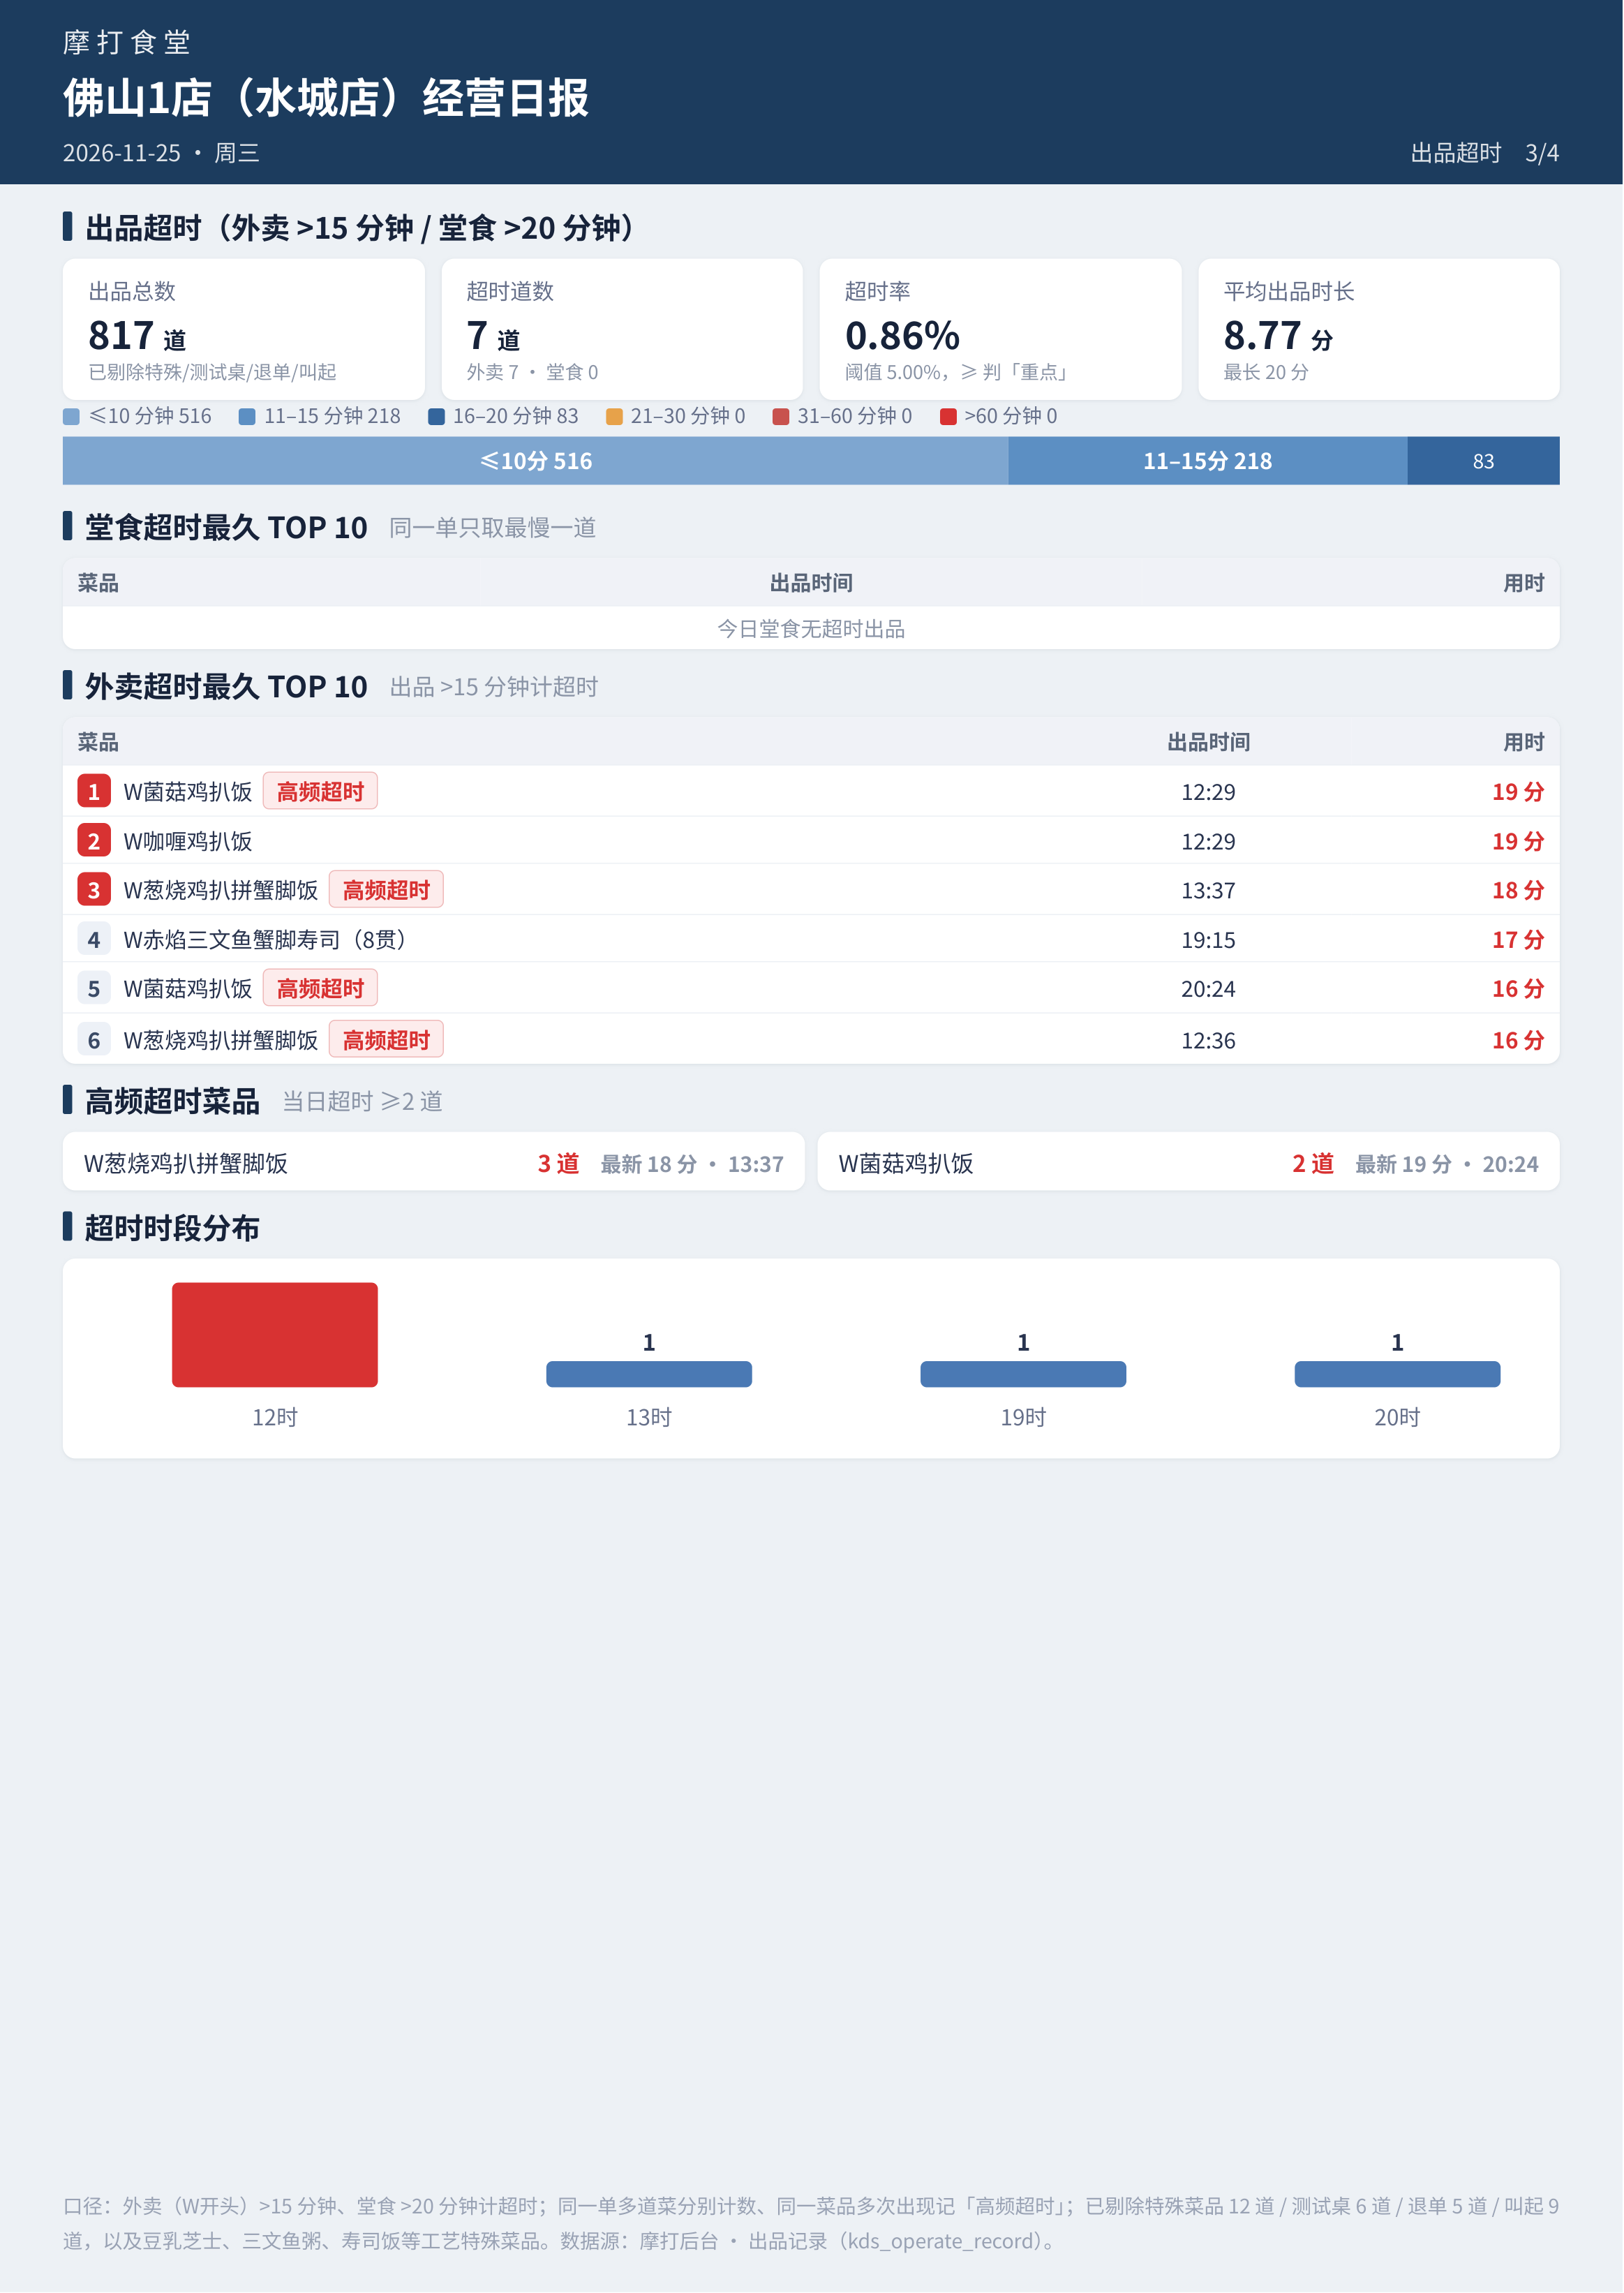 摩打食堂
佛山1店（水城店）经营日报
2026-11-25 · 周三
出品超时 3/4
出品超时（外卖 >15 分钟 / 堂食 >20 分钟）
出品总数
817 道
已剔除特殊/测试桌/退单/叫起
超时道数
7 道
外卖 7 · 堂食 0
超时率
0.86%
阈值 5.00%，≥ 判「重点」
平均出品时长
8.77 分
最长 20 分
≤10 分钟 516 11–15 分钟 218 16–20 分钟 83 21–30 分钟 0 31–60 分钟 0 >60 分钟 0
≤10分 516 11–15分 218 83
堂食超时最久 TOP 10 同一单只取最慢一道
菜品 出品时间 用时
今日堂食无超时出品
外卖超时最久 TOP 10 出品 >15 分钟计超时
菜品 出品时间 用时
1 W菌菇鸡扒饭 高频超时 12:29 19 分
2 W咖喱鸡扒饭 12:29 19 分
3 W葱烧鸡扒拼蟹脚饭 高频超时 13:37 18 分
4 W赤焰三文鱼蟹脚寿司（8贯） 19:15 17 分
5 W菌菇鸡扒饭 高频超时 20:24 16 分
6 W葱烧鸡扒拼蟹脚饭 高频超时 12:36 16 分
高频超时菜品 当日超时 ≥2 道
W葱烧鸡扒拼蟹脚饭 3 道 最新 18 分 · 13:37
W菌菇鸡扒饭 2 道 最新 19 分 · 20:24
超时时段分布
1 1 1
12时 13时 19时 20时
口径：外卖（W开头）>15 分钟、堂食 >20 分钟计超时；同一单多道菜分别计数、同一菜品多次出现记「高频超时」；已剔除特殊菜品 12 道 / 测试桌 6 道 / 退单 5 道 / 叫起 9
道，以及豆乳芝士、三文鱼粥、寿司饭等工艺特殊菜品。数据源：摩打后台 · 出品记录（kds_operate_record）。